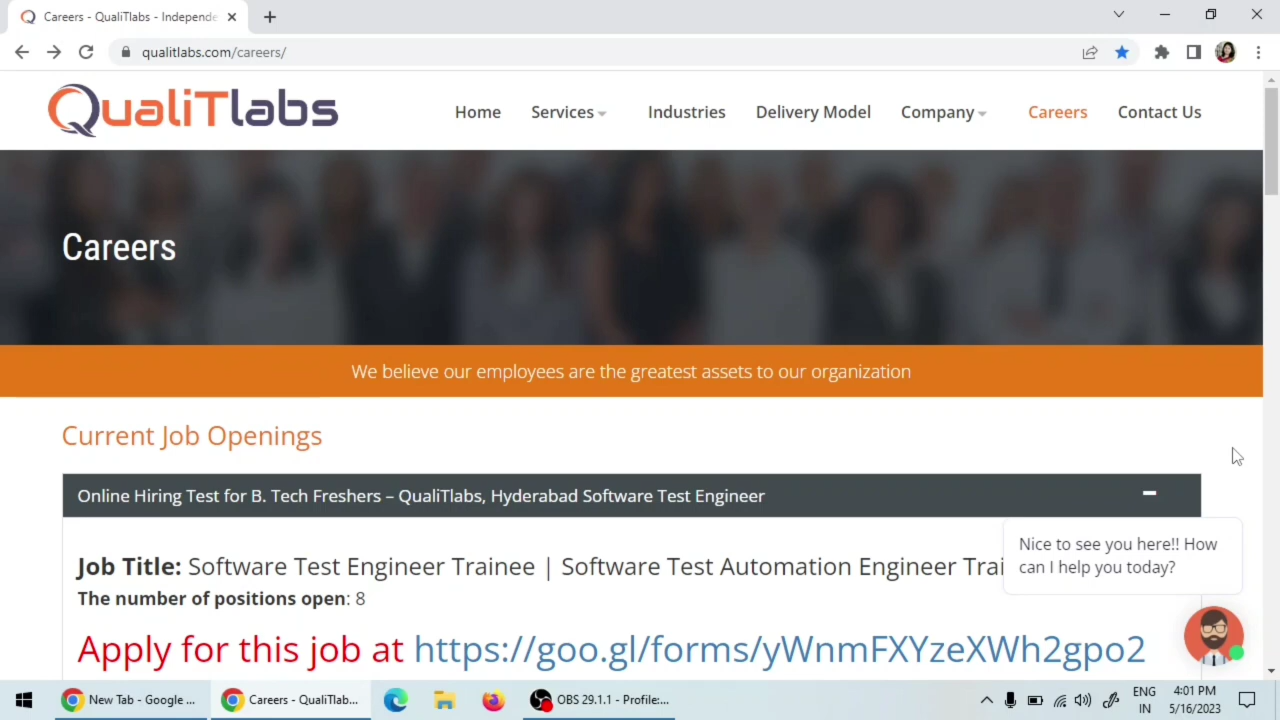 Careers - QualiTlabs - Independe
qualitlabs.com/careers/
QualiTlabs
Home Services Industries Delivery Model Company Careers Contact Us
Careers
We believe our employees are the greatest assets to our organization
Current Job Openings
Online Hiring Test for B. Tech Freshers – QualiTlabs, Hyderabad Software Test Engineer
Job Title: Software Test Engineer Trainee | Software Test Automation Engineer Trai
The number of positions open: 8
Nice to see you here!! How
can I help you today?
Apply for this job at https://goo.gl/forms/yWnmFXYzeXWh2gpo2
New Tab - Google ...
Careers - QualiTlab...
OBS 29.1.1 - Profile:...
ENG
IN
4:01 PM
5/16/2023